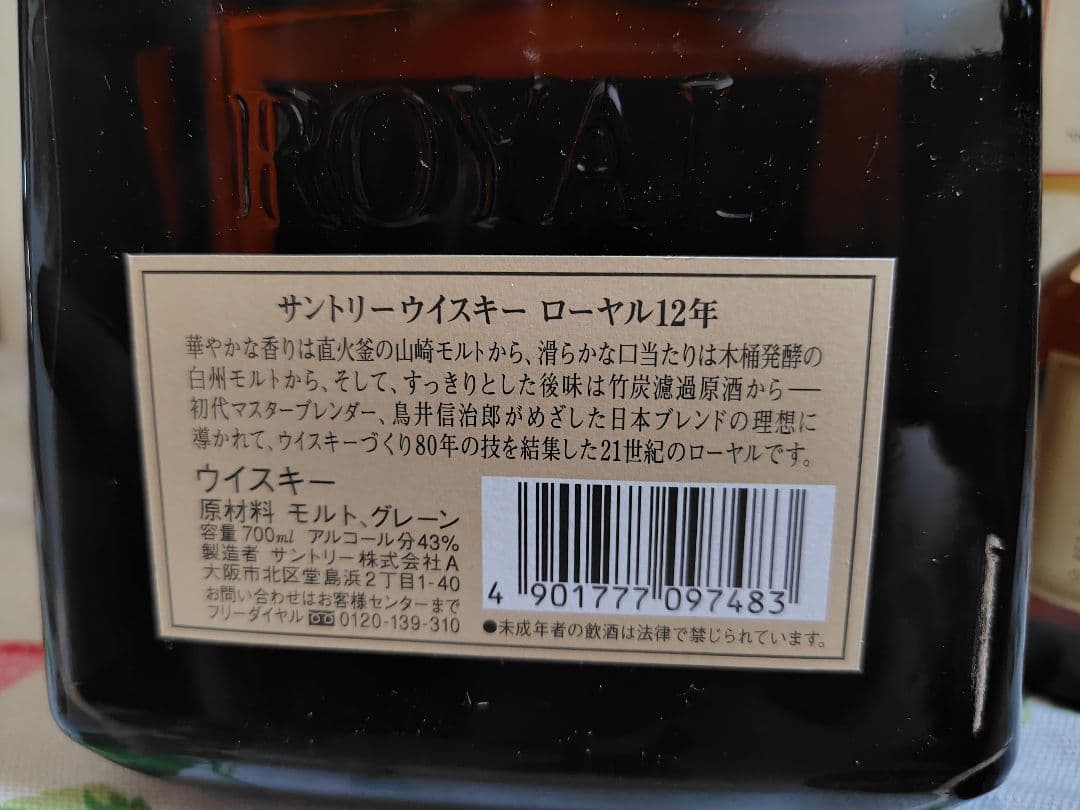 ROYAL
サントリーウイスキー ローヤル12年
華やかな香りは直火釜の山崎モルトから、滑らかな口当たりは木桶発酵の
白州モルトから、そして、すっきりとした後味は竹炭濾過原酒から──
初代マスターブレンダー、鳥井信治郎がめざした日本ブレンドの理想に
導かれて、ウイスキーづくり80年の技を結集した21世紀のローヤルです。
ウイスキー
原材料 モルト、グレーン
容量 700ml アルコール分43%
製造者 サントリー株式会社A
大阪市北区堂島浜2丁目1-40
お問い合わせはお客様センターまで
フリーダイヤル 0120-139-310
4 901777 097483
●未成年者の飲酒は法律で禁じられています。